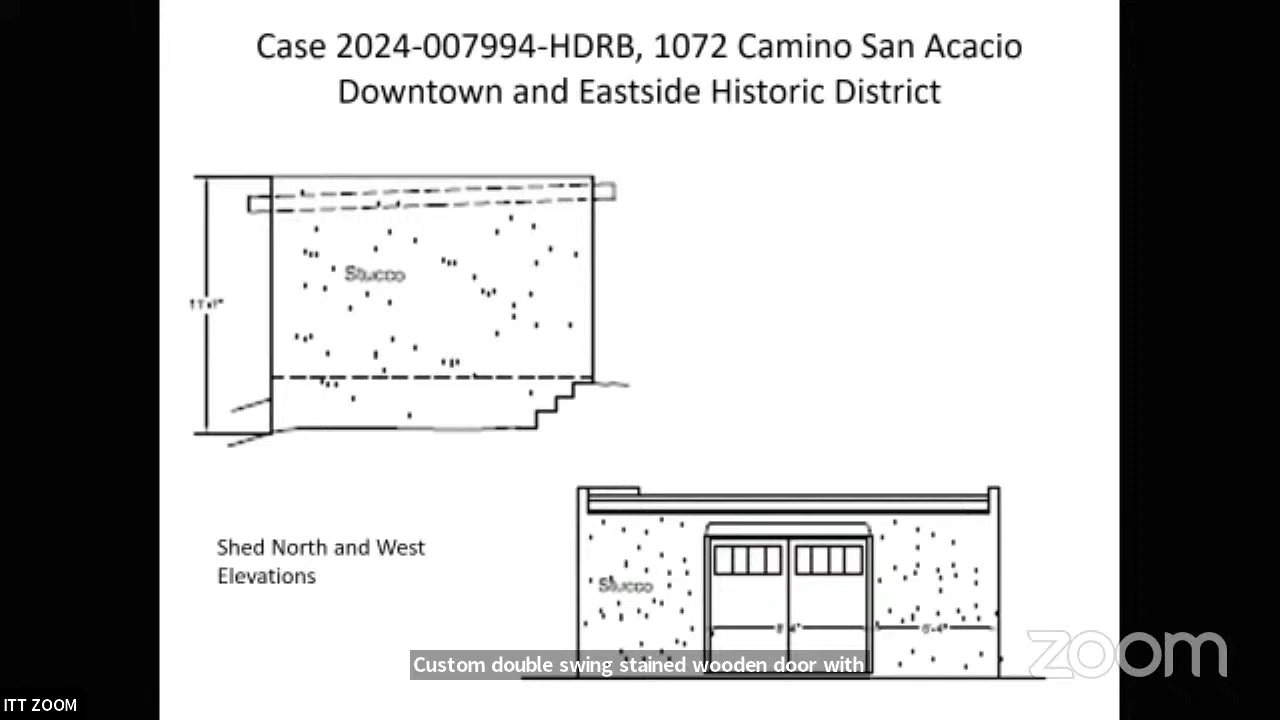 Case 2024-007994-HDRB, 1072 Camino San Acacio
Downtown and Eastside Historic District
Stucco
Shed North and West
Elevations
Stucco
Custom double swing stained wooden door with
zoom
ITT ZOOM